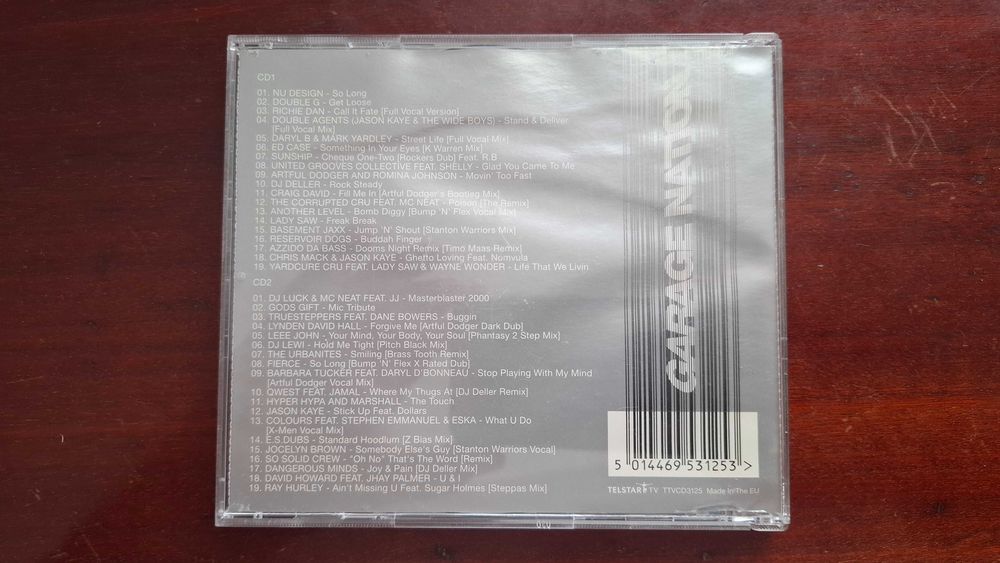 CD1
01. NU DESIGN - So Long
02. DOUBLE G - Get Loose
03. RICHIE DAN - Call It Fate [Full Vocal Version]
04. DOUBLE AGENTS (JASON KAYE & THE WIDE BOYS) - Stand & Deliver
[Full Vocal Mix]
05. DARYL B & MARK YARDLEY - Street Life [Full Vocal Mix]
06. ED CASE - Something In Your Eyes [K Warren Mix]
07. SUNSHIP - Cheque One-Two [Rockers Dub] Feat. R.B
08. UNITED GROOVES COLLECTIVE FEAT. SHELLY - Glad You Came To Me
09. ARTFUL DODGER AND ROMINA JOHNSON - Movin' Too Fast
10. DJ DELLER - Rock Steady
11. CRAIG DAVID - Fill Me In [Artful Dodger's Bootleg Mix]
12. THE CORRUPTED CRU FEAT. MC NEAT - Poison [The Remix]
13. ANOTHER LEVEL - Bomb Diggy [Bump 'N' Flex Vocal Mix]
14. LADY SAW - Freak Break
15. BASEMENT JAXX - Jump 'N' Shout [Stanton Warriors Mix]
16. RESERVOIR DOGS - Buddah Finger
17. AZZIDO DA BASS - Dooms Night Remix [Timo Maas Remix]
18. CHRIS MACK & JASON KAYE - Ghetto Loving Feat. Nomvula
19. YARDCURE CRU FEAT. LADY SAW & WAYNE WONDER - Life That We Livin
CD2
01. DJ LUCK & MC NEAT FEAT. JJ - Masterblaster 2000
02. GODS GIFT - Mic Tribute
03. TRUESTEPPERS FEAT. DANE BOWERS - Buggin
04. LYNDEN DAVID HALL - Forgive Me [Artful Dodger Dark Dub]
05. LEEE JOHN - Your Mind, Your Body, Your Soul [Phantasy 2 Step Mix]
06. DJ LEWI - Hold Me Tight [Pitch Black Mix]
07. THE URBANITES - Smiling [Brass Tooth Remix]
08. FIERCE - So Long [Bump 'N' Flex X Rated Dub]
09. BARBARA TUCKER FEAT. DARYL D'BONNEAU - Stop Playing With My Mind
[Artful Dodger Vocal Mix]
10. QWEST FEAT. JAMAL - Where My Thugs At [DJ Deller Remix]
11. HYPER HYPA AND MARSHALL - The Touch
12. JASON KAYE - Stick Up Feat. Dollars
13. COLOURS FEAT. STEPHEN EMMANUEL & ESKA - What U Do
[X-Men Vocal Mix]
14. E.S.DUBS - Standard Hoodlum [Z Bias Mix]
15. JOCELYN BROWN - Somebody Else's Guy [Stanton Warriors Vocal]
16. SO SOLID CREW - "Oh No" That's The Word [Remix]
17. DANGEROUS MINDS - Joy & Pain [DJ Deller Mix]
18. DAVID HOWARD FEAT. JHAY PALMER - U & I
19. RAY HURLEY - Ain't Missing U Feat. Sugar Holmes [Steppas Mix]
GARAGE NATION
5 014469 531253 >
TELSTAR TV TTVCD3125 Made In The EU